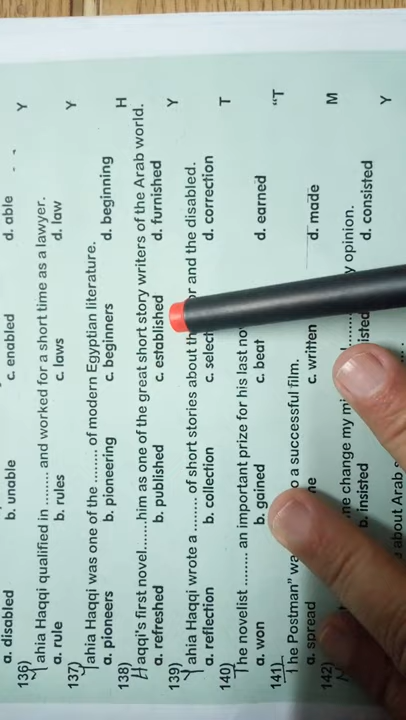 a. disabled b. unable c. enabled d. able
136) Yahia Haqqi qualified in ......... and worked for a short time as a lawyer. Y
a. rule b. rules c. laws d. law
137) Yahia Haqqi was one of the ......... of modern Egyptian literature. Y
a. pioneers b. pioneering c. beginners d. beginning
138) Haqqi's first novel.......him as one of the great short story writers of the Arab world. H
a. refreshed b. published c. established d. furnished
139) Yahia Haqqi wrote a ......... of short stories about and the disabled. Y
a. reflection b. collection d. correction
140) The novelist ......... an important prize for his last T
a. won b. gained c. beat d. earned
141) The Postman" a successful film. "T
a. spread c. written d. made
142) change my opinion. M
b. insisted d. consisted
about Arab Y